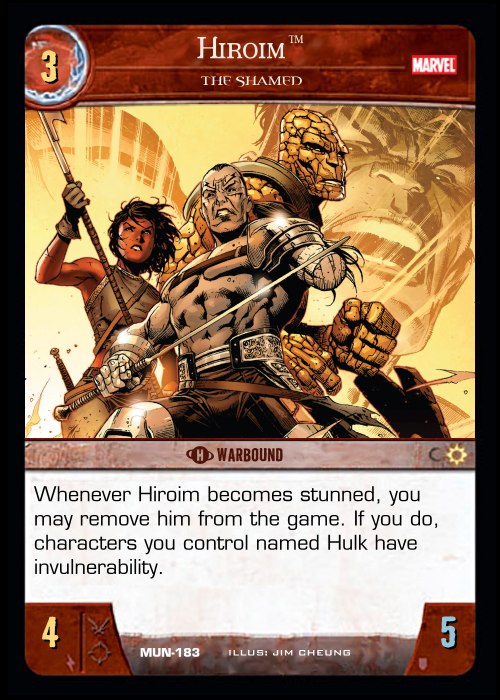 3
HIROIM™
THE SHAMED
MARVEL
H WARBOUND
C
Whenever Hiroim becomes stunned, you
may remove him from the game. If you do,
characters you control named Hulk have
invulnerability.
4
MUN-183 ILLUS: JIM CHEUNG
5